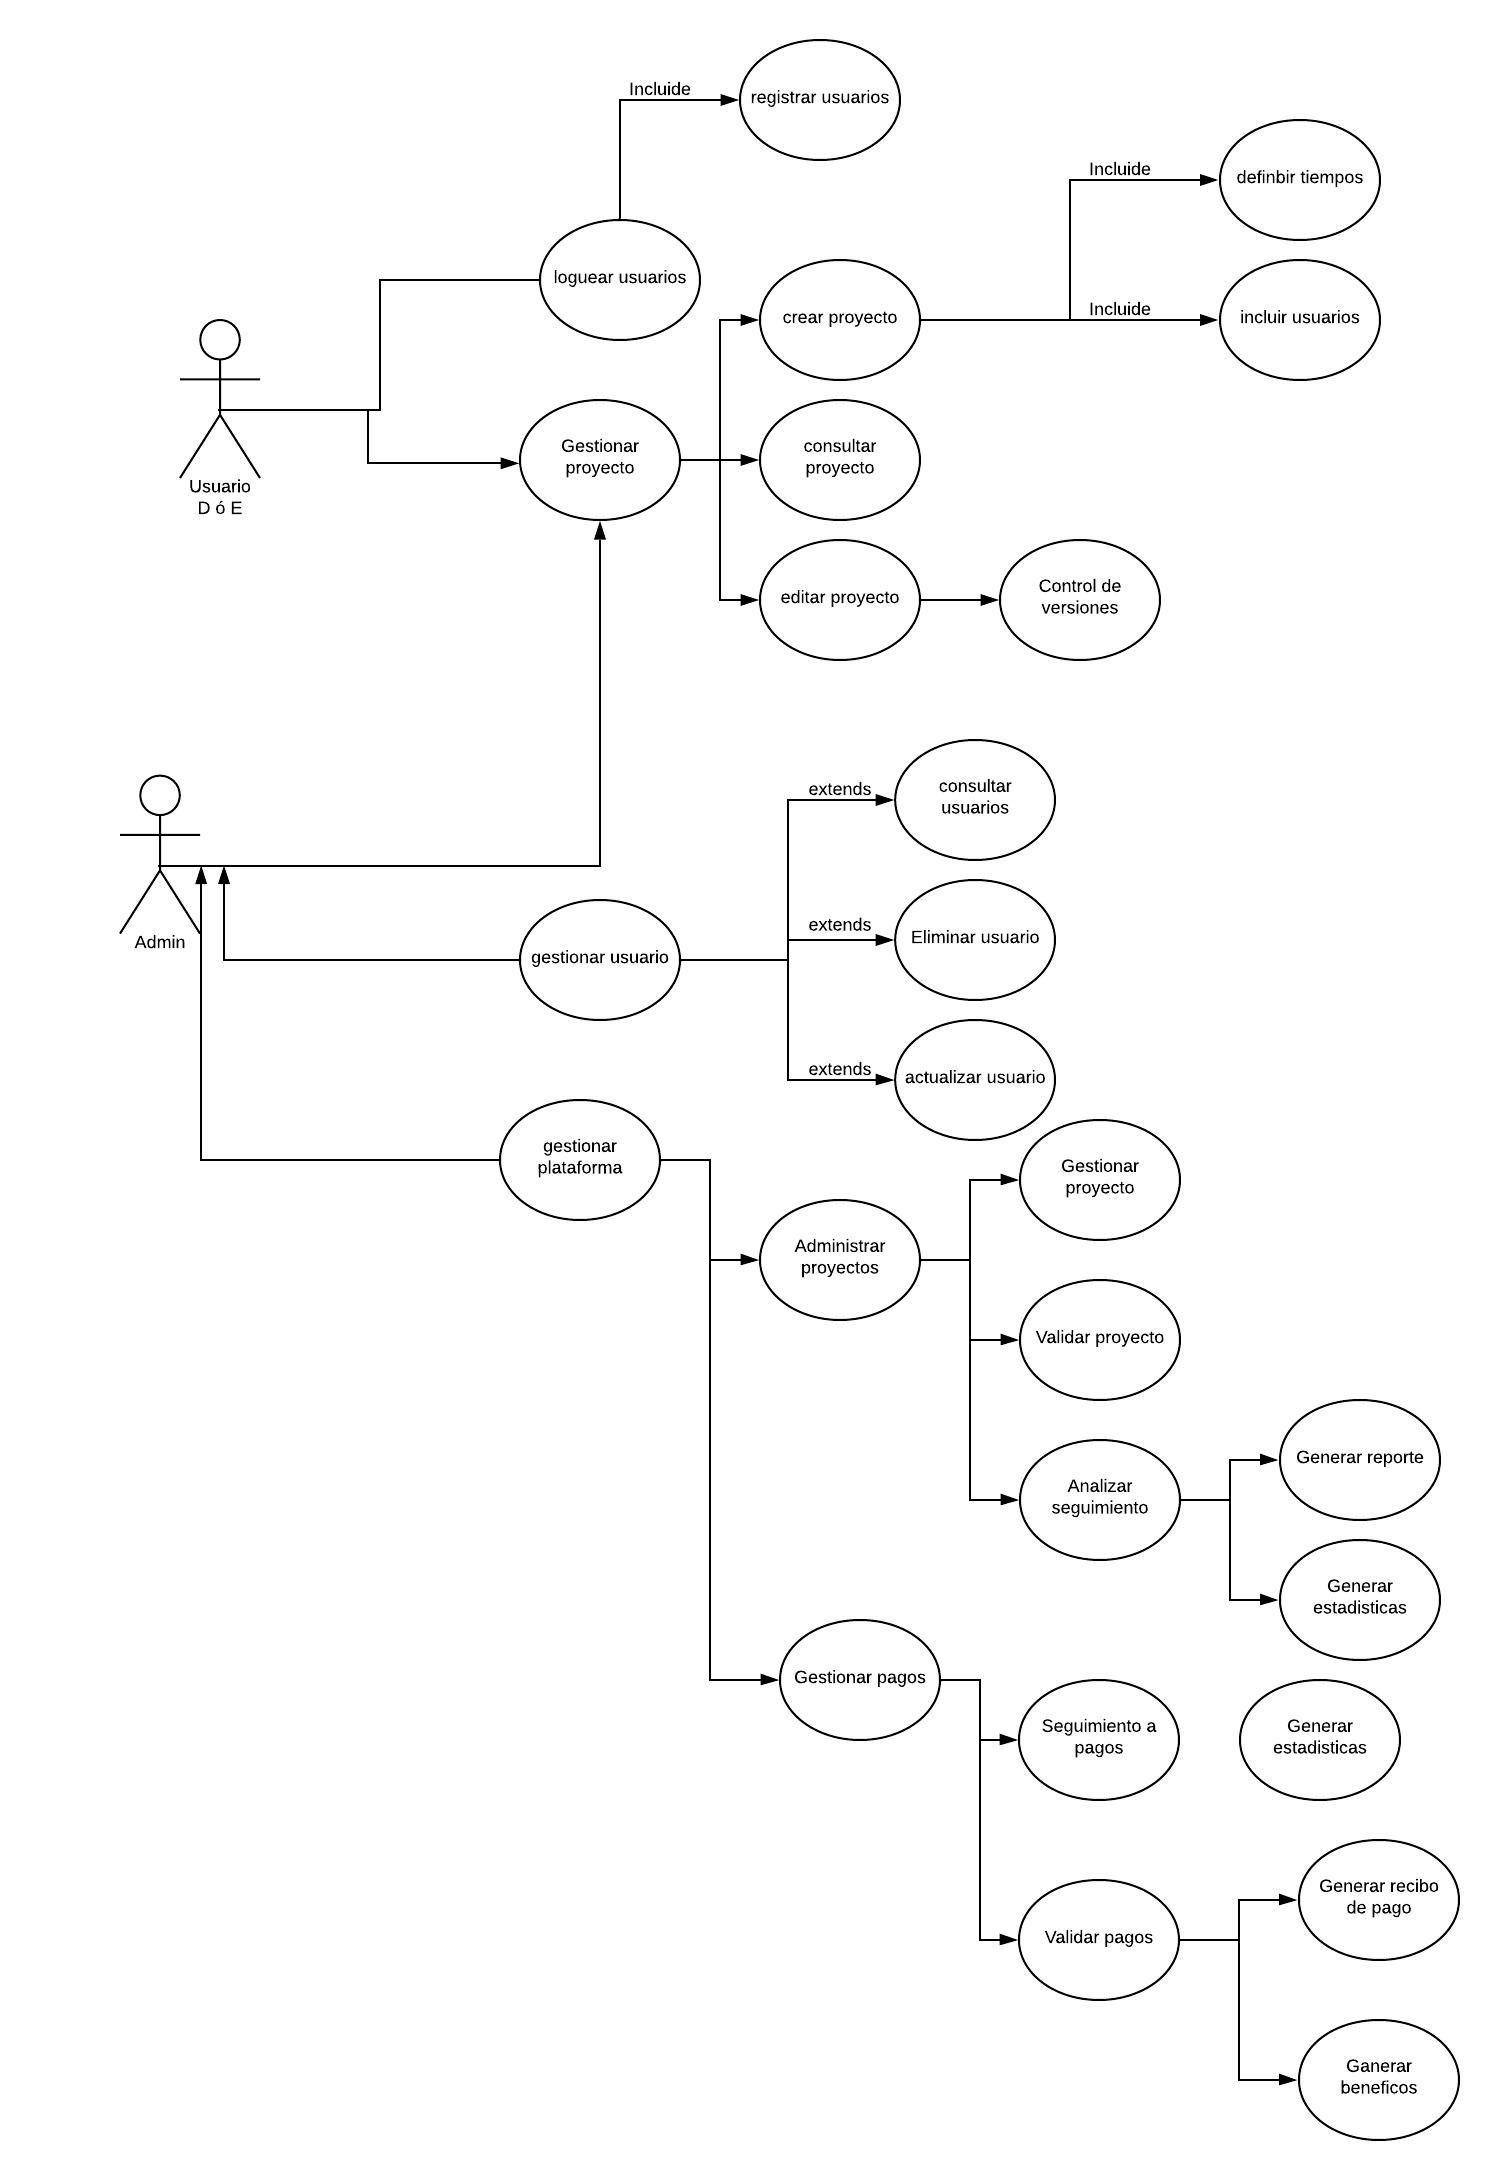 Incluide
registrar usuarios
Incluide
definbir tiempos
loguear usuarios
crear proyecto
Incluide
incluir usuarios
Gestionar
proyecto
consultar
proyecto
Usuario
D ó E
editar proyecto
Control de
versiones
extends
consultar
usuarios
extends
Eliminar usuario
Admin
gestionar usuario
extends
actualizar usuario
gestionar
plataforma
Gestionar
proyecto
Administrar
proyectos
Validar proyecto
Generar reporte
Analizar
seguimiento
Generar
estadisticas
Gestionar pagos
Seguimiento a
pagos
Generar
estadisticas
Generar recibo
de pago
Validar pagos
Ganerar
beneficos